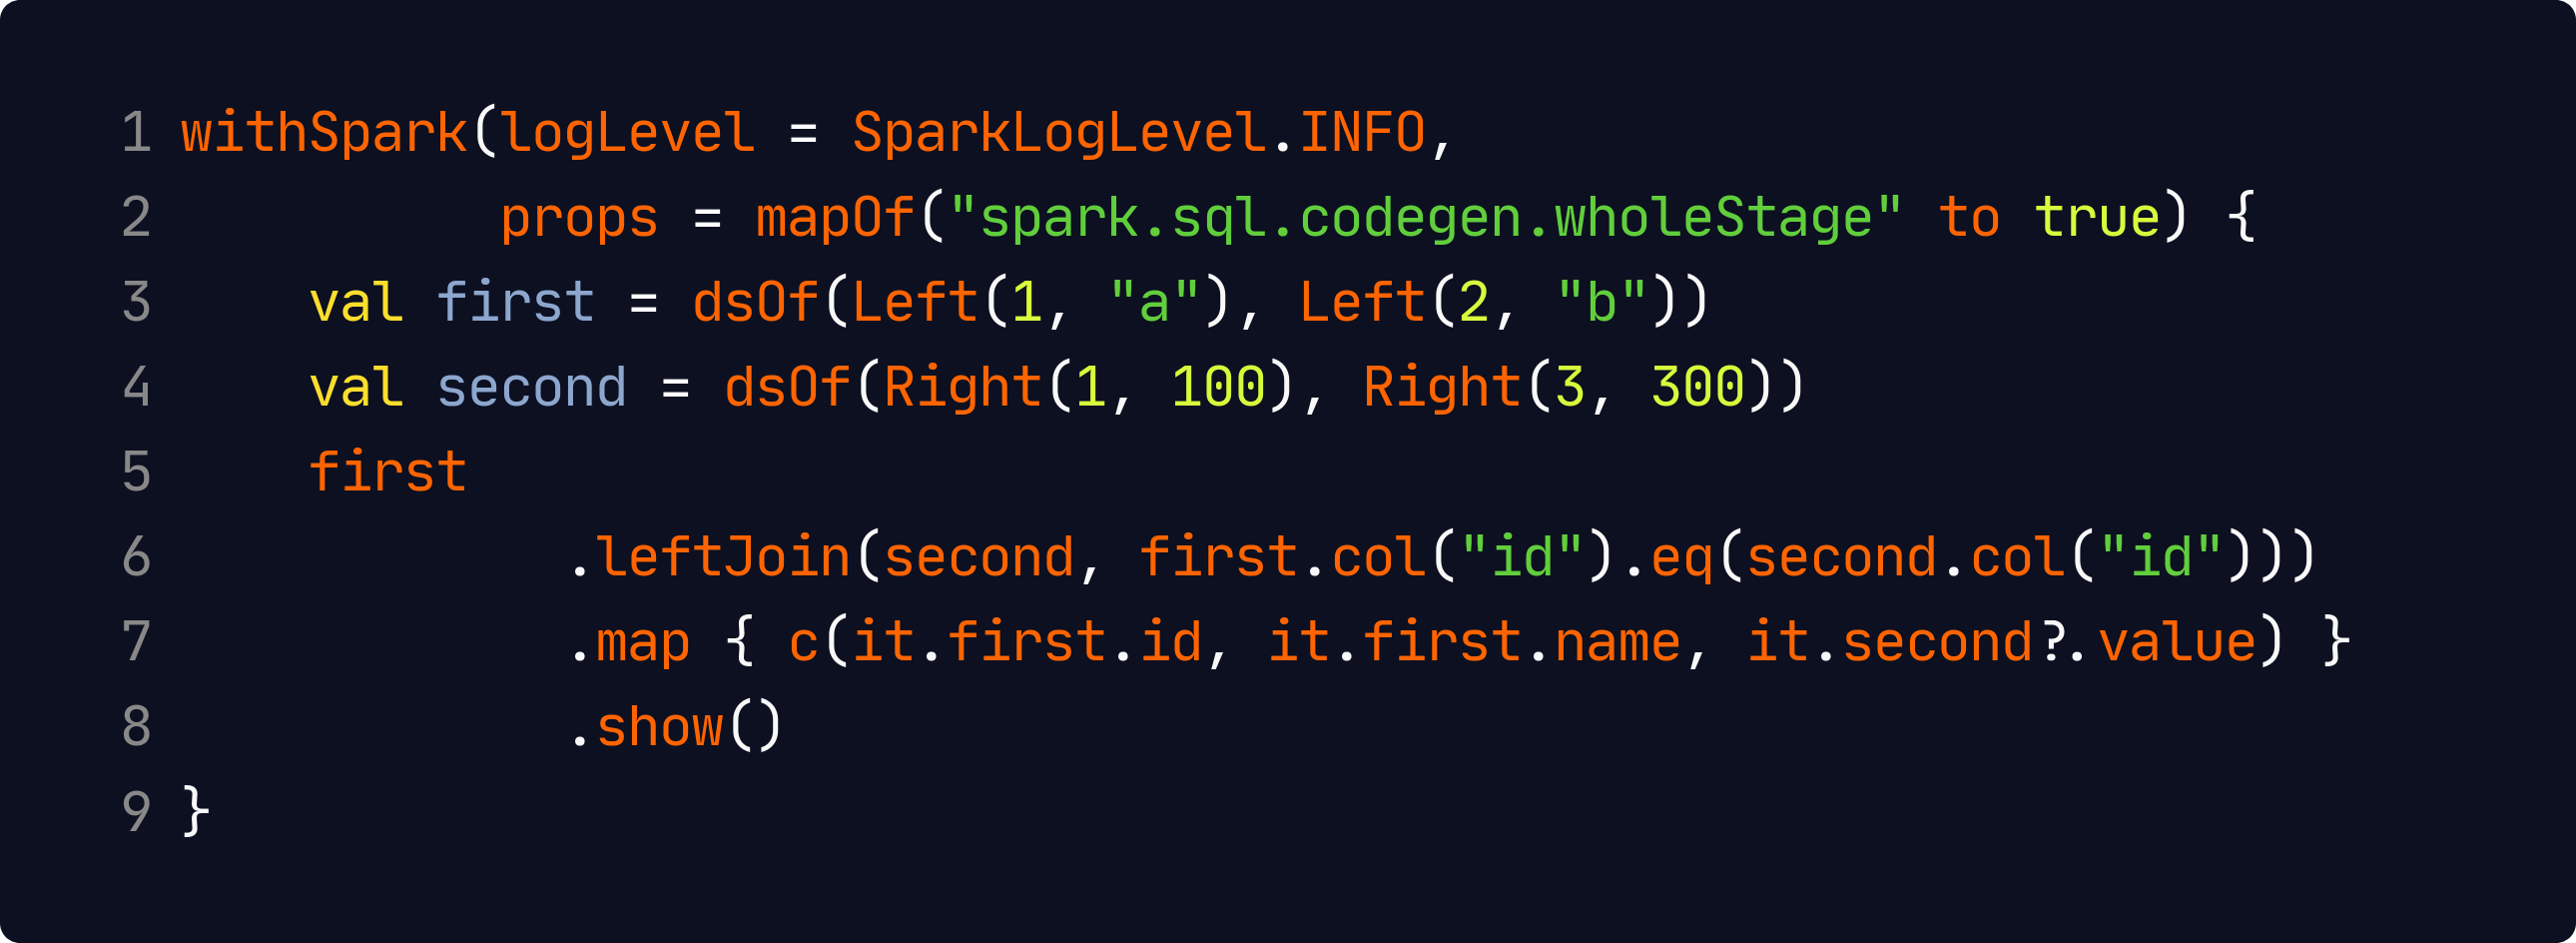 1 withSpark(logLevel = SparkLogLevel.INFO,
2           props = mapOf("spark.sql.codegen.wholeStage" to true) {
3     val first = dsOf(Left(1, "a"), Left(2, "b"))
4     val second = dsOf(Right(1, 100), Right(3, 300))
5     first
6             .leftJoin(second, first.col("id").eq(second.col("id")))
7             .map { c(it.first.id, it.first.name, it.second?.value) }
8             .show()
9 }